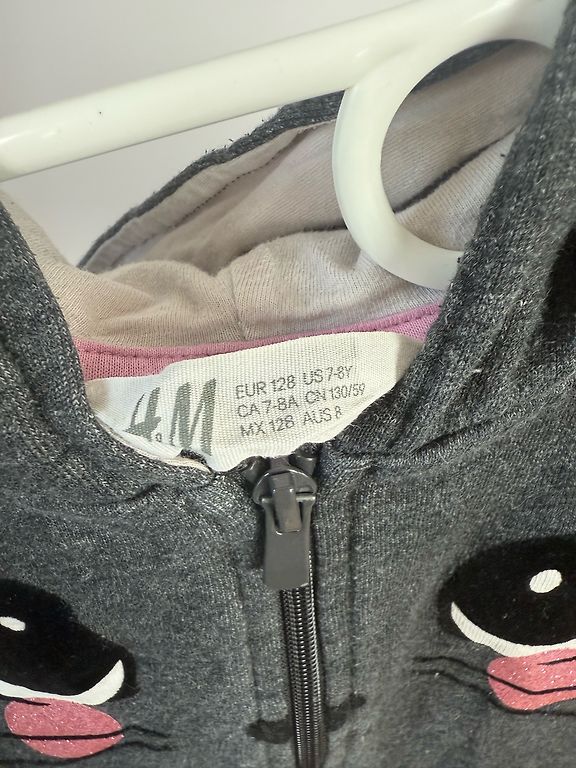 H&M
EUR 128 US 7-8Y
CA 7-8A CN 130/59
MX 128 AUS 8